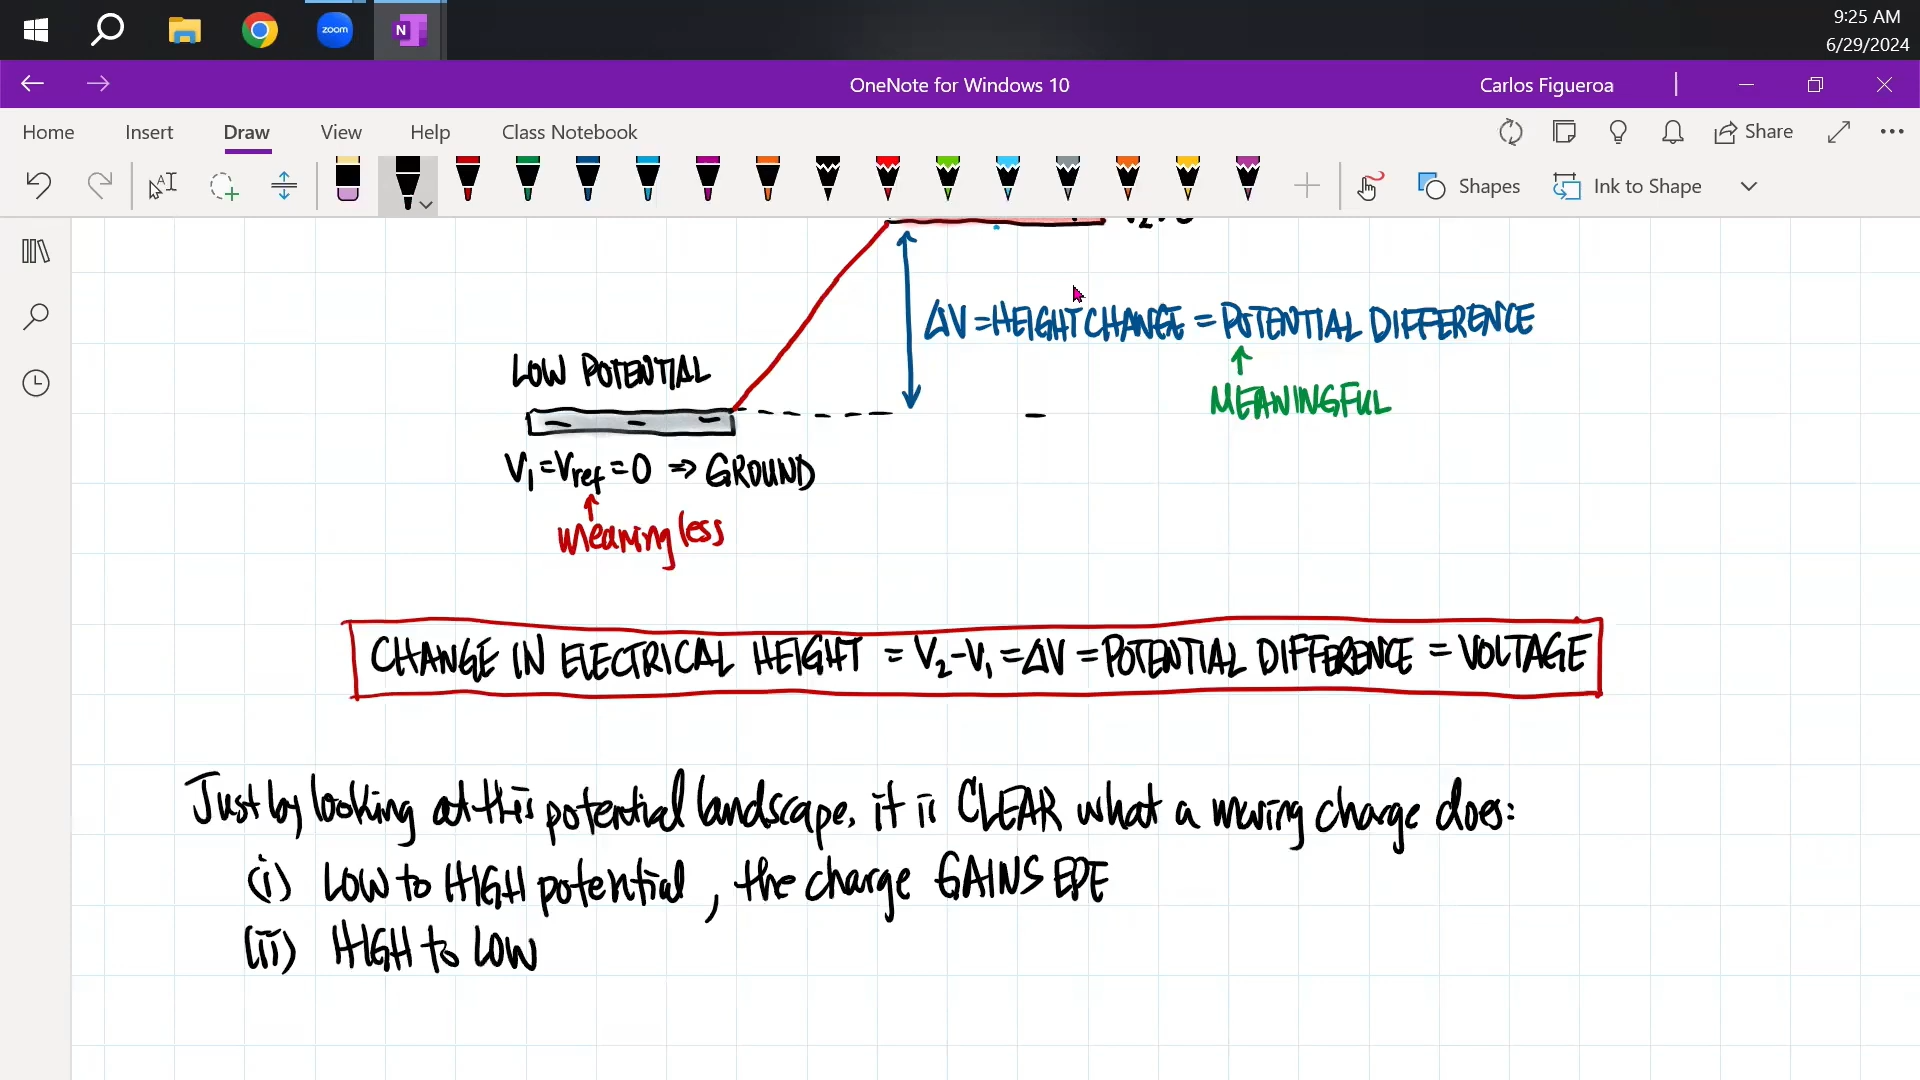 9:25 AM
6/29/2024
OneNote for Windows 10
Carlos Figueroa
Home Insert Draw View Help Class Notebook
Share
Shapes Ink to Shape
ΔV = HEIGHT CHANGE = POTENTIAL DIFFERENCE
LOW POTENTIAL
MEANINGFUL
V₁ = Vref = 0 ⇒ GROUND
meaningless
CHANGE IN ELECTRICAL HEIGHT = V₂ - V₁ = ΔV = POTENTIAL DIFFERENCE = VOLTAGE
Just by looking at this potential landscape, it is CLEAR what a moving charge does:
(i) LOW to HIGH potential, the charge GAINS EPE
(ii) HIGH to LOW